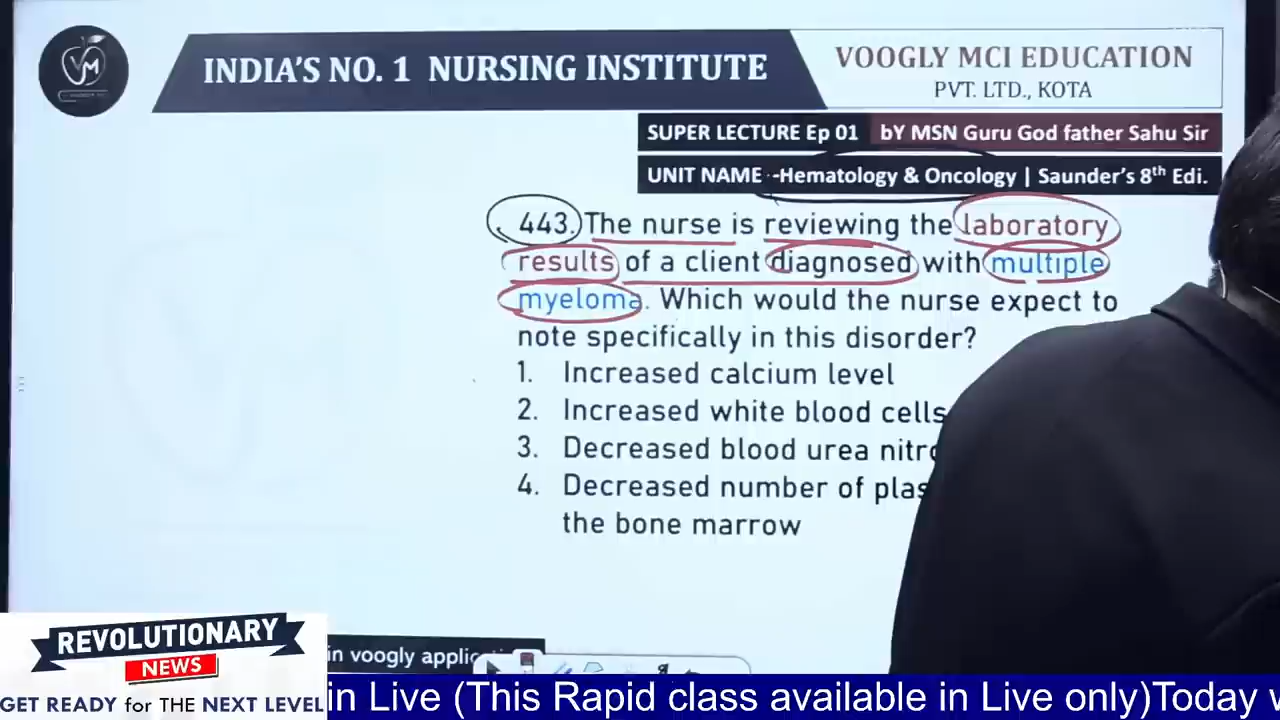 INDIA'S NO. 1 NURSING INSTITUTE
VOOGLY MCI EDUCATION
PVT. LTD., KOTA
VM
SUPER LECTURE Ep 01 bY MSN Guru God father Sahu Sir
UNIT NAME -Hematology & Oncology | Saunder's 8th Edi.
443. The nurse is reviewing the laboratory
results of a client diagnosed with multiple
myeloma. Which would the nurse expect to
note specifically in this disorder?
1. Increased calcium level
2. Increased white blood cells
3. Decreased blood urea
4. Decreased number of
the bone marrow
REVOLUTIONARY
NEWS
GET READY for THE NEXT LEVEL
in voogly
in Live (This Rapid class available in Live only)Today